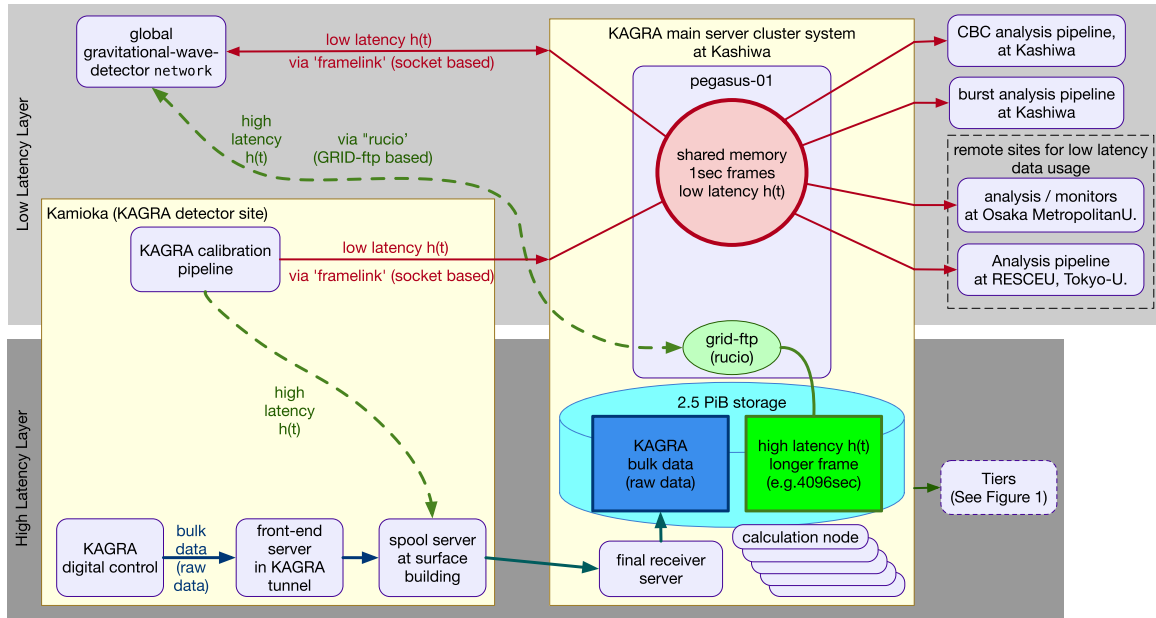 Low Latency Layer
High Latency Layer
global
gravitational-wave-
detector network
low latency h(t)
via 'framelink' (socket based)
high
latency
h(t)
via "rucio'
(GRID-ftp based)
Kamioka (KAGRA detector site)
KAGRA calibration
pipeline
low latency h(t)
via 'framelink' (socket based)
high
latency
h(t)
KAGRA
digital control
bulk
data
(raw
data)
front-end
server
in KAGRA
tunnel
spool server
at surface
building
KAGRA main server cluster system
at Kashiwa
pegasus-01
shared memory
1sec frames
low latency h(t)
grid-ftp
(rucio)
2.5 PiB storage
KAGRA
bulk data
(raw data)
high latency h(t)
longer frame
(e.g.4096sec)
final receiver
server
calculation node
CBC analysis pipeline,
at Kashiwa
burst analysis pipeline
at Kashiwa
remote sites for low latency
data usage
analysis / monitors
at Osaka MetropolitanU.
Analysis pipeline
at RESCEU, Tokyo-U.
Tiers
(See Figure 1)